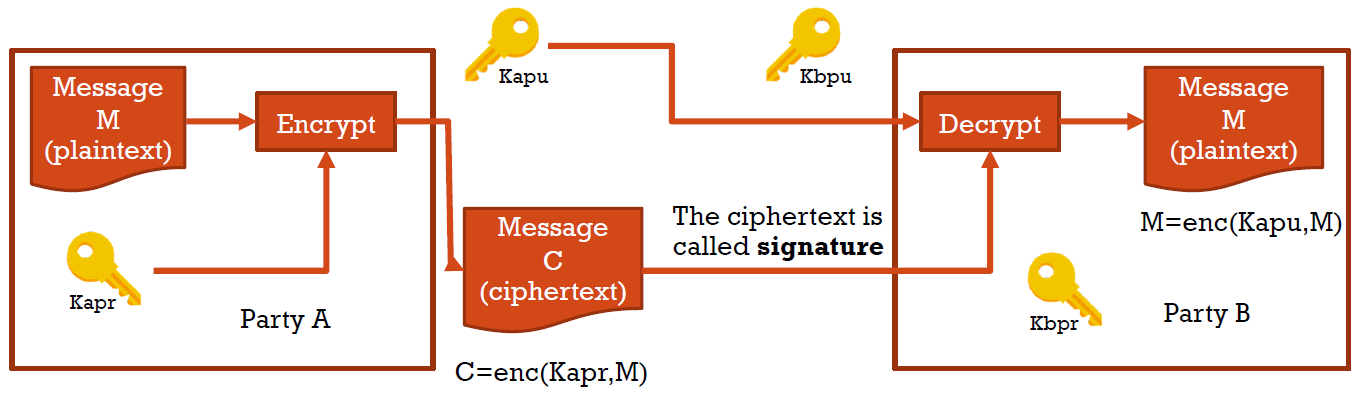 Message
M
(plaintext)
Encrypt
Kapr
Party A
Kapu
Kbpu
Message
C
(ciphertext)
C=enc(Kapr,M)
The ciphertext is
called signature
Decrypt
Message
M
(plaintext)
M=enc(Kapu,M)
Kbpr
Party B